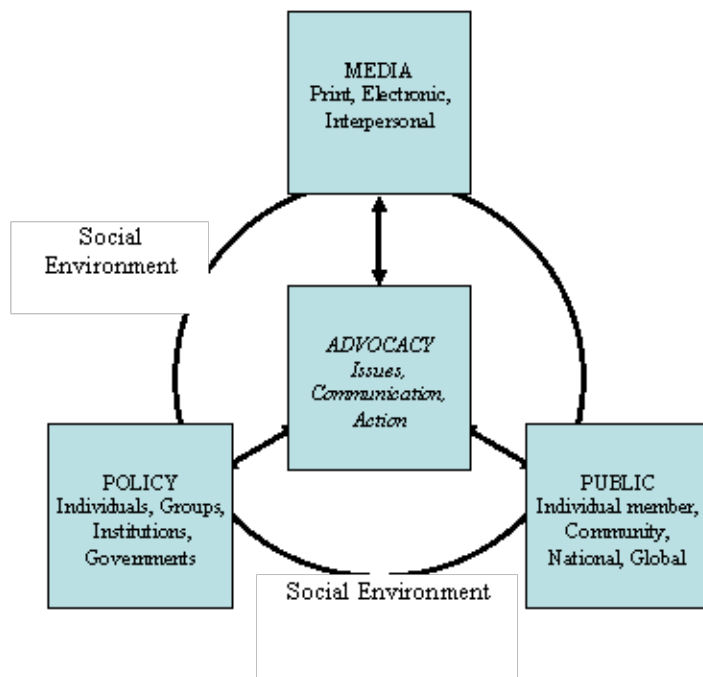 MEDIA
Print, Electronic,
Interpersonal
Social
Environment
ADVOCACY
Issues,
Communication,
Action
POLICY
Individuals, Groups,
Institutions,
Governments
PUBLIC
Individual member,
Community,
National, Global
Social Environment